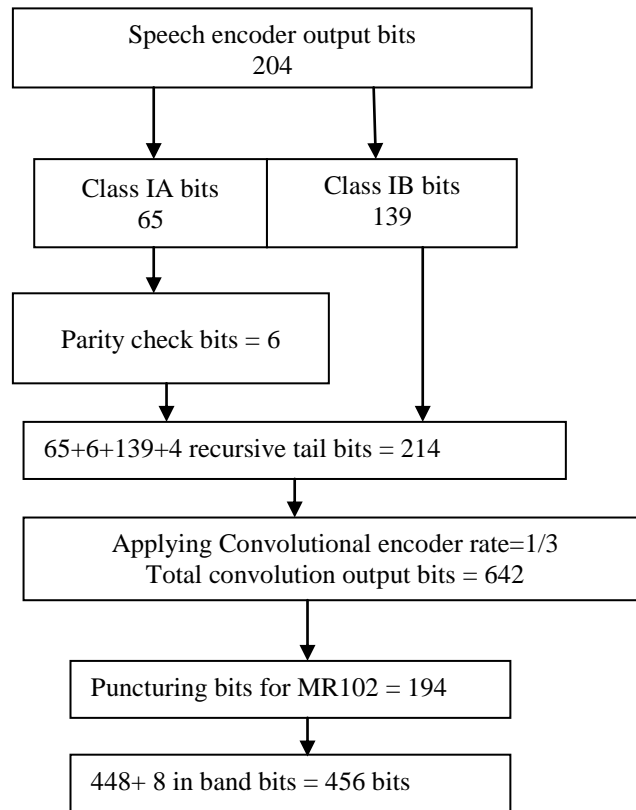 Speech encoder output bits
204
Class IA bits
65
Class IB bits
139
Parity check bits = 6
65+6+139+4 recursive tail bits = 214
Applying Convolutional encoder rate=1/3
Total convolution output bits = 642
Puncturing bits for MR102 = 194
448+ 8 in band bits = 456 bits